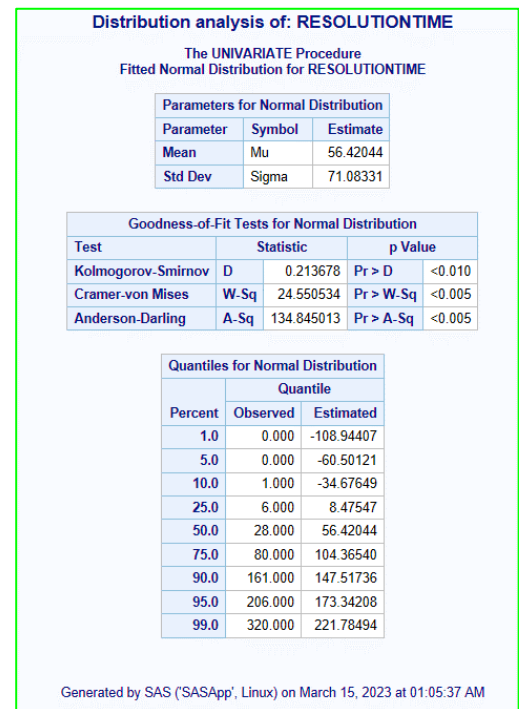 Distribution analysis of: RESOLUTIONTIME
The UNIVARIATE Procedure
Fitted Normal Distribution for RESOLUTIONTIME
Parameters for Normal Distribution
Parameter Symbol Estimate
Mean Mu 56.42044
Std Dev Sigma 71.08331
Goodness-of-Fit Tests for Normal Distribution
Test Statistic p Value
Kolmogorov-Smirnov D 0.213678 Pr > D <0.010
Cramer-von Mises W-Sq 24.550534 Pr > W-Sq <0.005
Anderson-Darling A-Sq 134.845013 Pr > A-Sq <0.005
Quantiles for Normal Distribution
Quantile
Percent Observed Estimated
1.0 0.000 -108.94407
5.0 0.000 -60.50121
10.0 1.000 -34.67649
25.0 6.000 8.47547
50.0 28.000 56.42044
75.0 80.000 104.36540
90.0 161.000 147.51736
95.0 206.000 173.34208
99.0 320.000 221.78494
Generated by SAS ('SASApp', Linux) on March 15, 2023 at 01:05:37 AM